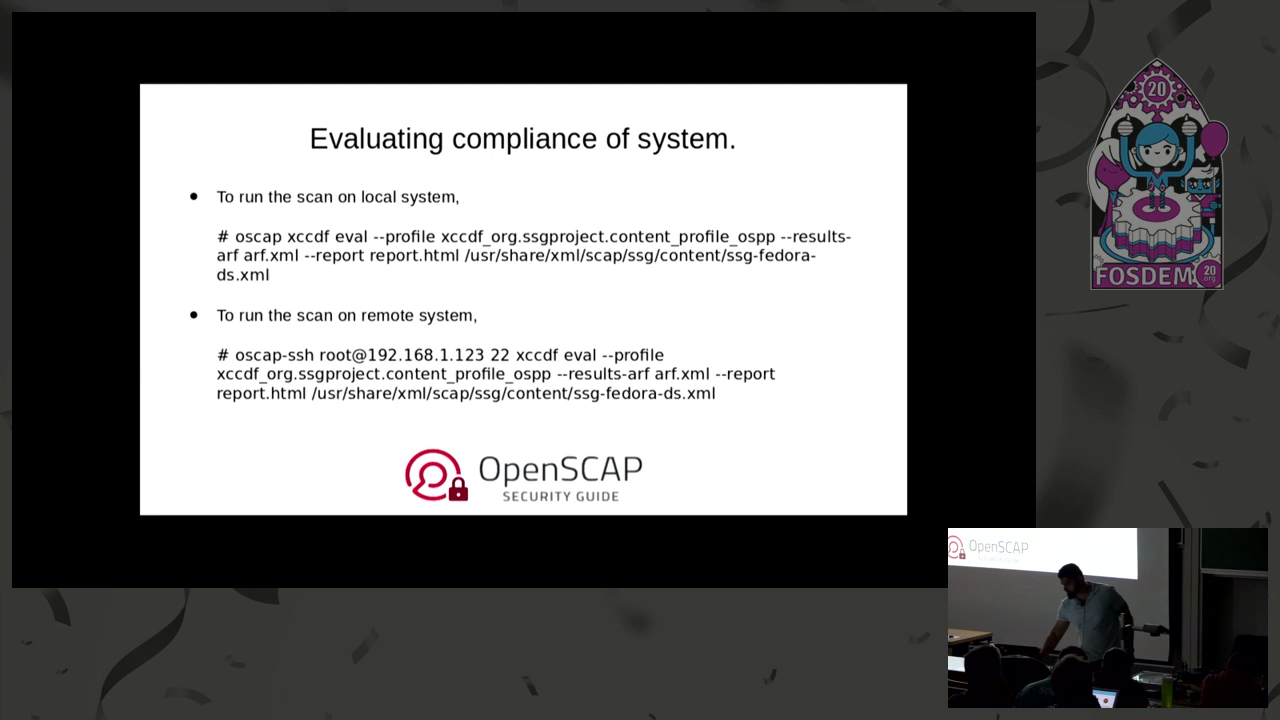 Evaluating compliance of system.
● To run the scan on local system,
# oscap xccdf eval --profile xccdf_org.ssgproject.content_profile_ospp --results-
arf arf.xml --report report.html /usr/share/xml/scap/ssg/content/ssg-fedora-
ds.xml
● To run the scan on remote system,
# oscap-ssh root@192.168.1.123 22 xccdf eval --profile
xccdf_org.ssgproject.content_profile_ospp --results-arf arf.xml --report
report.html /usr/share/xml/scap/ssg/content/ssg-fedora-ds.xml
OpenSCAP
SECURITY GUIDE
20
FOSDEM
20
.org
OpenSCAP